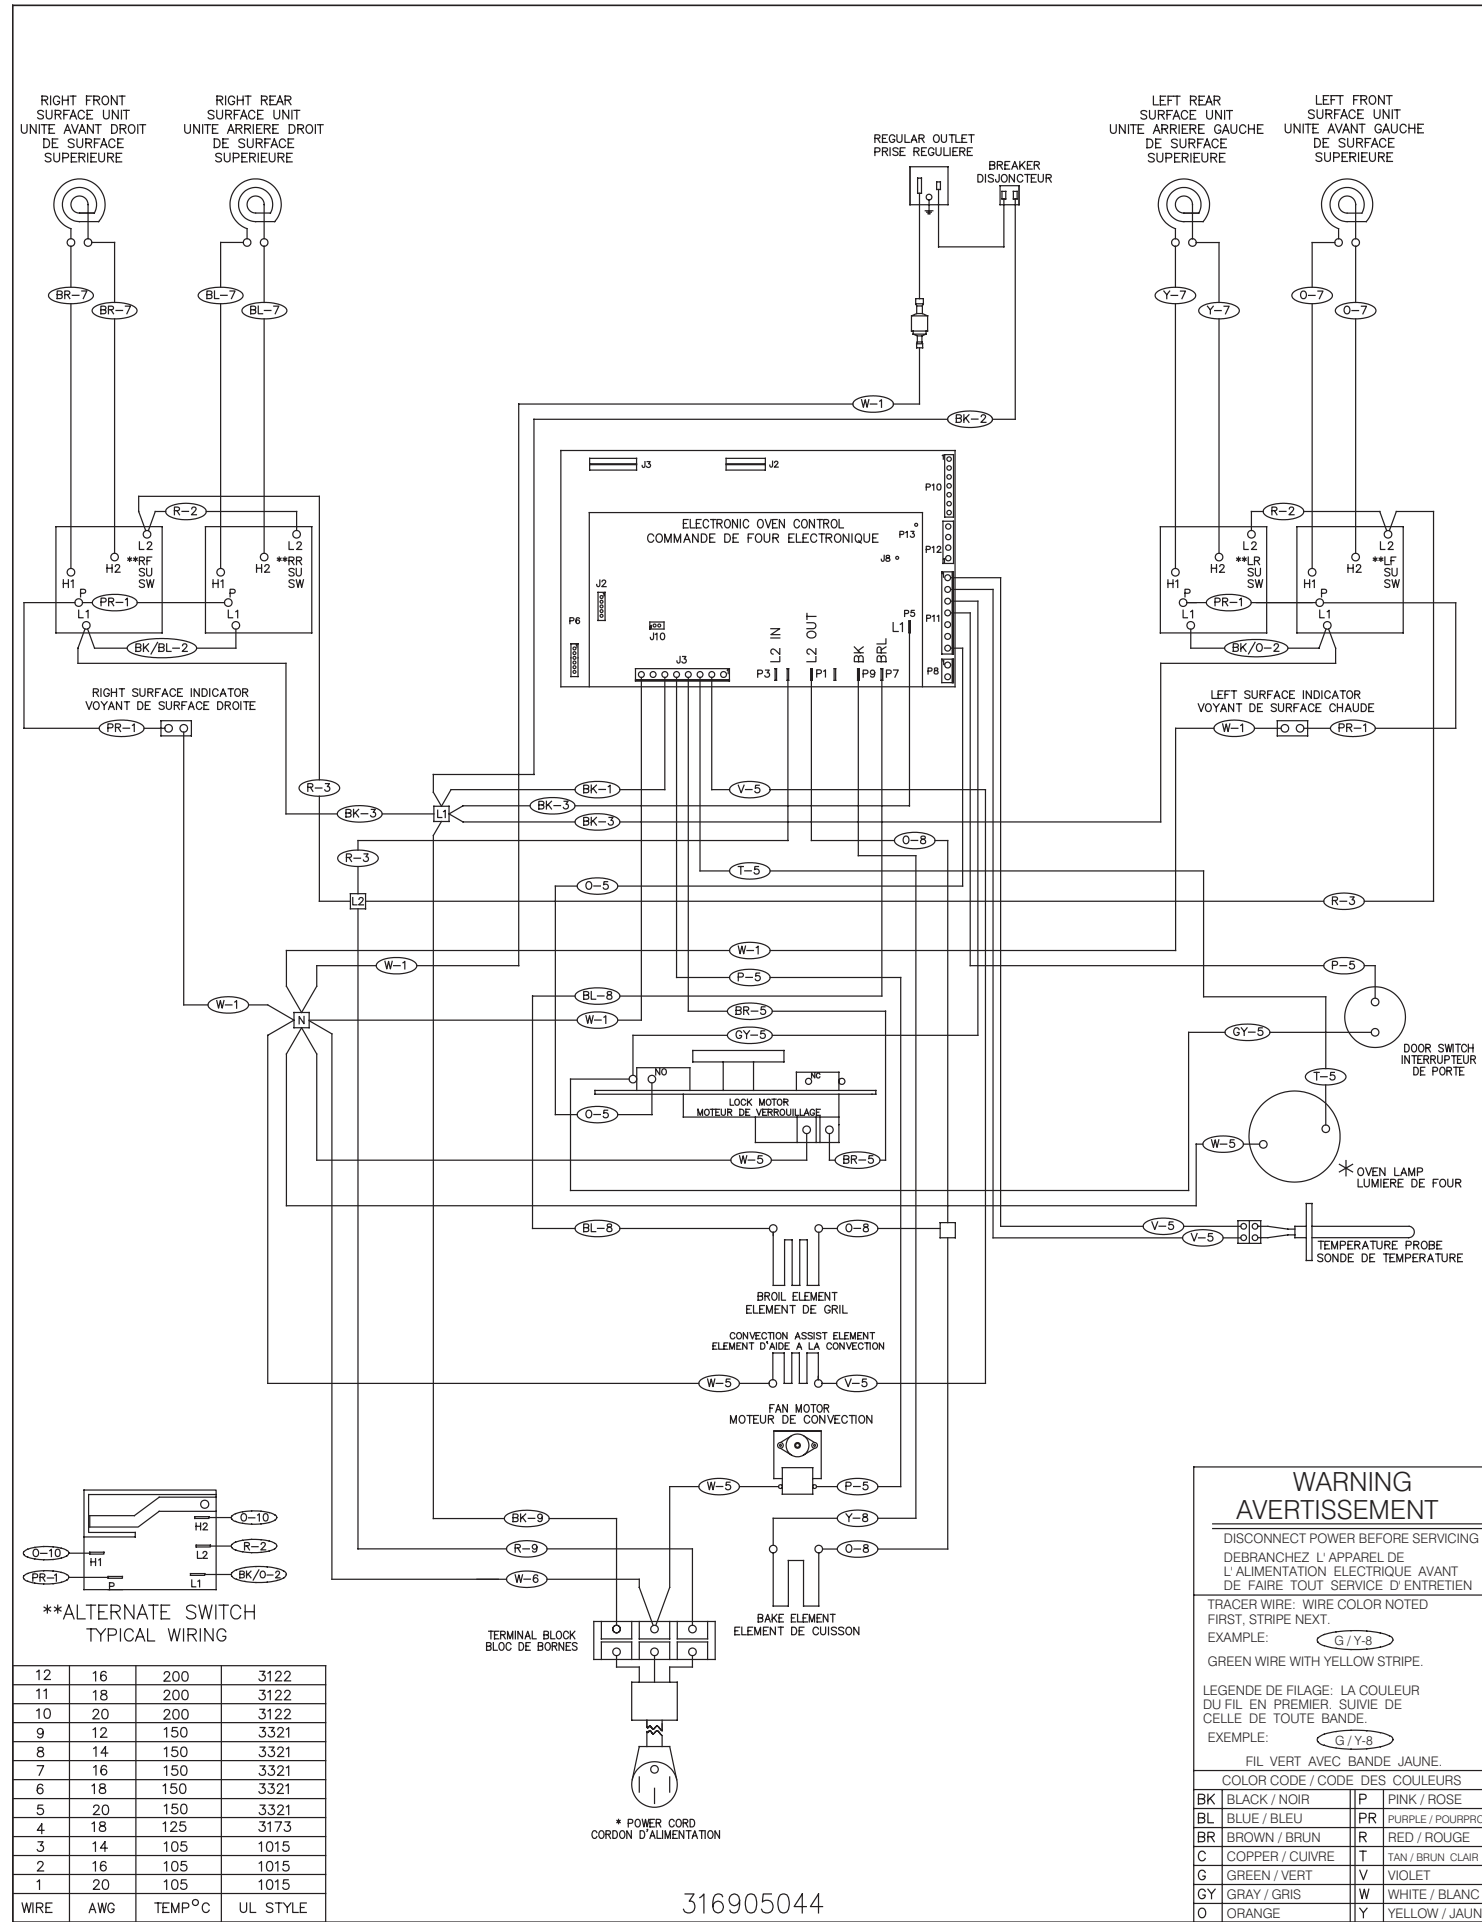 RIGHT FRONT
SURFACE UNIT
UNITE AVANT DROIT
DE SURFACE
SUPERIEURE
RIGHT REAR
SURFACE UNIT
UNITE ARRIERE DROIT
DE SURFACE
SUPERIEURE
REGULAR OUTLET
PRISE REGULIERE
BREAKER
DISJONCTEUR
LEFT REAR
SURFACE UNIT
UNITE ARRIERE GAUCHE
DE SURFACE
SUPERIEURE
LEFT FRONT
SURFACE UNIT
UNITE AVANT GAUCHE
DE SURFACE
SUPERIEURE
BR-7
BR-7
BL-7
BL-7
Y-7
Y-7
O-7
O-7
W-1
BK-2
J3
J2
P10
ELECTRONIC OVEN CONTROL
COMMANDE DE FOUR ELECTRONIQUE
P13
P12
J8
J2
P6
J10
J3
P5
L1
P11
P8
L2 IN
L2 OUT
BK
BRL
P3
P1
P9
P7
R-2
L2
L2
H1
H2
**RF
SU
SW
H1
H2
**RR
SU
SW
P
PR-1
P
L1
L1
BK/BL-2
R-2
L2
L2
H1
H2
**LR
SU
SW
H1
H2
**LF
SU
SW
P
PR-1
P
L1
L1
BK/O-2
RIGHT SURFACE INDICATOR
VOYANT DE SURFACE DROITE
PR-1
LEFT SURFACE INDICATOR
VOYANT DE SURFACE CHAUDE
W-1
PR-1
R-3
BK-3
L1
BK-1
V-5
BK-3
BK-3
R-3
O-8
T-5
O-5
L2
R-3
W-1
W-1
P-5
P-5
W-1
BL-8
N
W-1
BR-5
GY-5
GY-5
DOOR SWITCH
INTERRUPTEUR
DE PORTE
NO
NC
T-5
LOCK MOTOR
MOTEUR DE VERROUILLAGE
O-5
W-5
BR-5
W-5
OVEN LAMP
LUMIERE DE FOUR
BL-8
O-8
V-5
V-5
TEMPERATURE PROBE
SONDE DE TEMPERATURE
BROIL ELEMENT
ELEMENT DE GRIL
CONVECTION ASSIST ELEMENT
ELEMENT D'AIDE A LA CONVECTION
W-5
V-5
FAN MOTOR
MOTEUR DE CONVECTION
W-5
P-5
BK-9
Y-8
R-9
O-8
W-6
BAKE ELEMENT
ELEMENT DE CUISSON
TERMINAL BLOCK
BLOC DE BORNES
* POWER CORD
CORDON D'ALIMENTATION
O-10
H2
O-10
H1
L2
R-2
PR-1
P
L1
BK/O-2
**ALTERNATE SWITCH
TYPICAL WIRING
12 16 200 3122
11 18 200 3122
10 20 200 3122
9 12 150 3321
8 14 150 3321
7 16 150 3321
6 18 150 3321
5 20 150 3321
4 18 125 3173
3 14 105 1015
2 16 105 1015
1 20 105 1015
WIRE AWG TEMP°C UL STYLE
316905044
WARNING
AVERTISSEMENT
DISCONNECT POWER BEFORE SERVICING
DEBRANCHEZ L' APPAREL DE
L' ALIMENTATION ELECTRIQUE AVANT
DE FAIRE TOUT SERVICE D' ENTRETIEN
TRACER WIRE: WIRE COLOR NOTED
FIRST, STRIPE NEXT.
EXAMPLE: G / Y-8
GREEN WIRE WITH YELLOW STRIPE.
LEGENDE DE FILAGE: LA COULEUR
DU FIL EN PREMIER. SUIVIE DE
CELLE DE TOUTE BANDE.
EXEMPLE: G / Y-8
FIL VERT AVEC BANDE JAUNE.
COLOR CODE / CODE DES COULEURS
BK BLACK / NOIR P PINK / ROSE
BL BLUE / BLEU PR PURPLE / POURPRO
BR BROWN / BRUN R RED / ROUGE
C COPPER / CUIVRE T TAN / BRUN CLAIR
G GREEN / VERT V VIOLET
GY GRAY / GRIS W WHITE / BLANC
O ORANGE Y YELLOW / JAUN